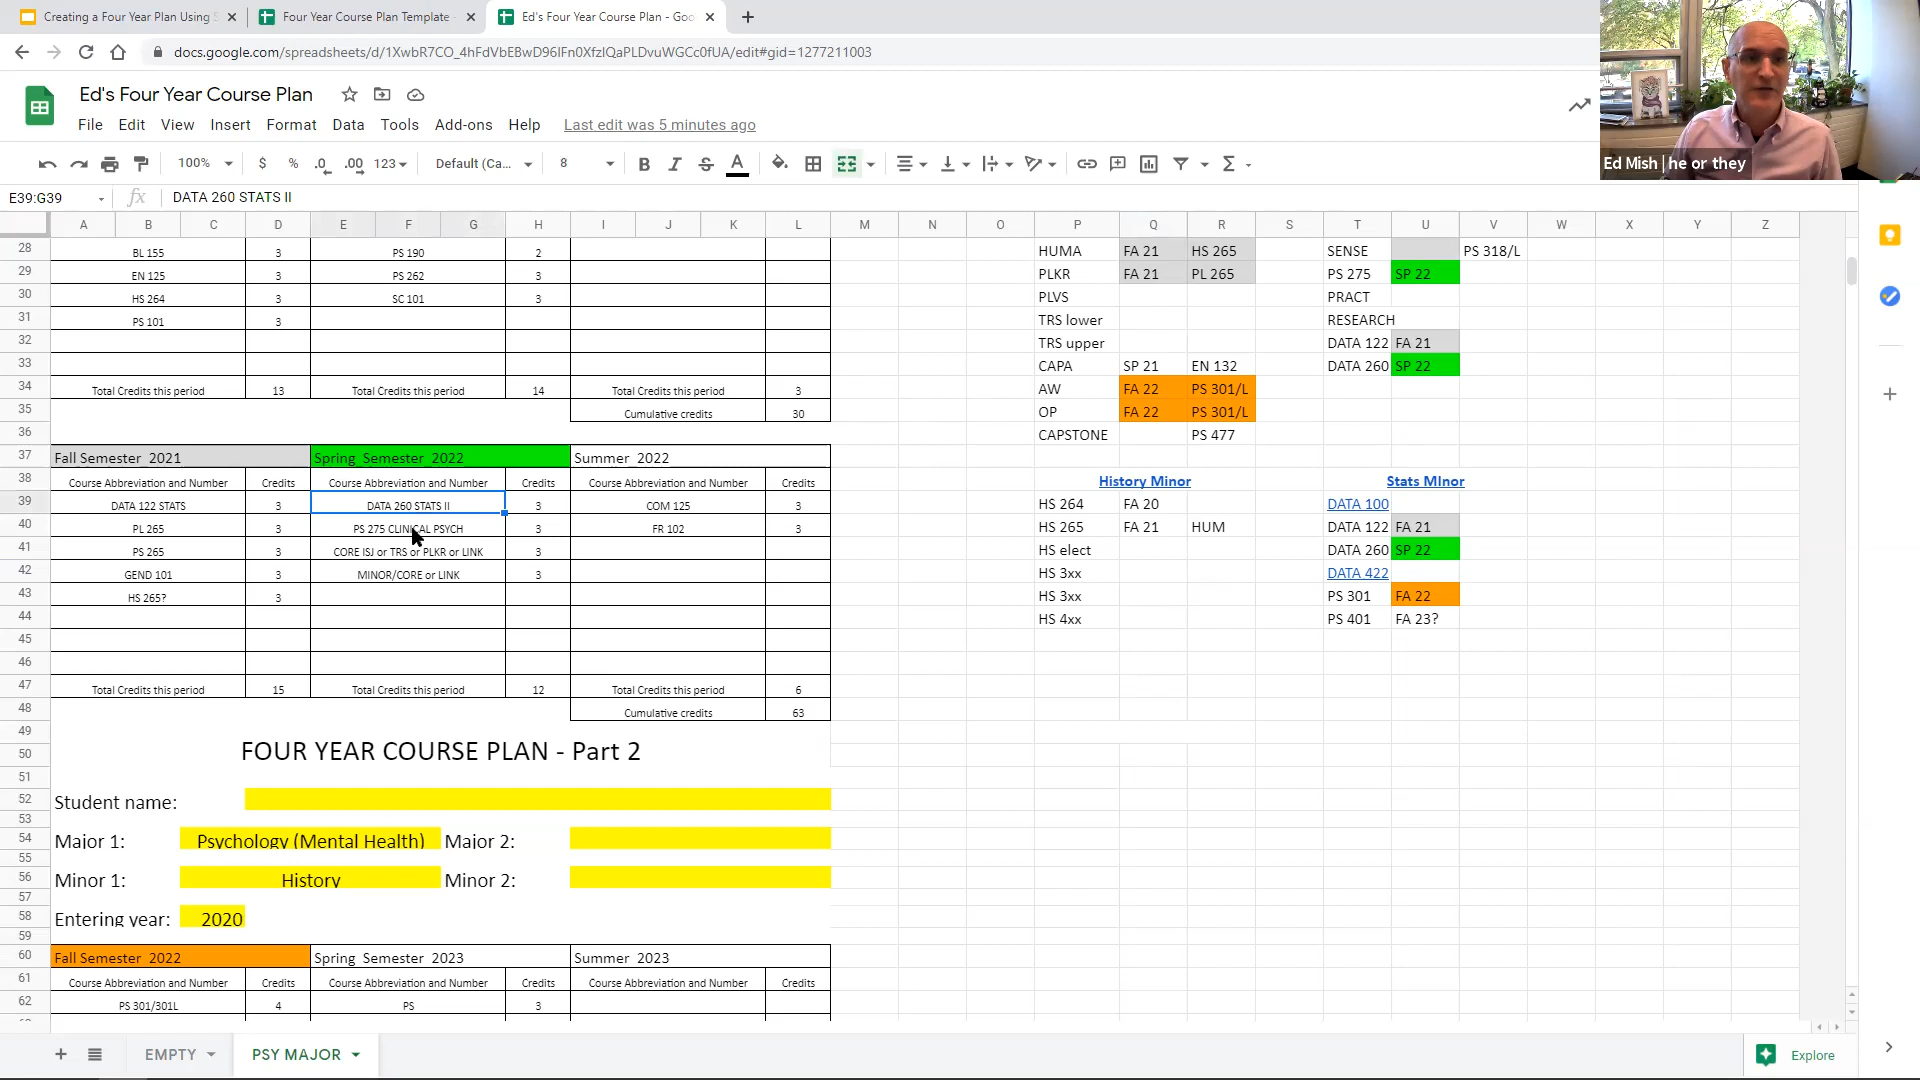 Creating a Four Year Plan Using S
Four Year Course Plan Template -
Ed's Four Year Course Plan - Goo
docs.google.com/spreadsheets/d/1XwbR7CO_4hFdVbEBwD96IFn0XfzIQaPLDvuWGCc0fUA/edit#gid=1277211003
Ed's Four Year Course Plan
File Edit View Insert Format Data Tools Add-ons Help Last edit was 5 minutes ago
100% $ % .0 .00 123 Default (Ca... 8 B I S A
Ed Mish | he or they
E39:G39 fx DATA 260 STATS II
A B C D E F G H I J K L M N O P Q R S T U V W X Y Z
28 BL 155 3 PS 190 2 HUMA FA 21 HS 265 SENSE PS 318/L
29 EN 125 3 PS 262 3 PLKR FA 21 PL 265 PS 275 SP 22
30 HS 264 3 SC 101 3 PLVS PRACT
31 PS 101 3 TRS lower RESEARCH
32 TRS upper DATA 122 FA 21
33 CAPA SP 21 EN 132 DATA 260 SP 22
34 Total Credits this period 13 Total Credits this period 14 Total Credits this period 3 AW FA 22 PS 301/L
35 Cumulative credits 30 OP FA 22 PS 301/L
36 CAPSTONE PS 477
37 Fall Semester 2021 Spring Semester 2022 Summer 2022
38 Course Abbreviation and Number Credits Course Abbreviation and Number Credits Course Abbreviation and Number Credits History Minor Stats MInor
39 DATA 122 STATS 3 DATA 260 STATS II 3 COM 125 3 HS 264 FA 20 DATA 100
40 PL 265 3 PS 275 CLINICAL PSYCH 3 FR 102 3 HS 265 FA 21 HUM DATA 122 FA 21
41 PS 265 3 CORE ISJ or TRS or PLKR or LINK 3 HS elect DATA 260 SP 22
42 GEND 101 3 MINOR/CORE or LINK 3 HS 3xx DATA 422
43 HS 265? 3 HS 3xx PS 301 FA 22
44 HS 4xx PS 401 FA 23?
45
46
47 Total Credits this period 15 Total Credits this period 12 Total Credits this period 6
48 Cumulative credits 63
49
50 FOUR YEAR COURSE PLAN - Part 2
51
52 Student name:
53
54 Major 1: Psychology (Mental Health) Major 2:
55
56 Minor 1: History Minor 2:
57
58 Entering year: 2020
59
60 Fall Semester 2022 Spring Semester 2023 Summer 2023
61 Course Abbreviation and Number Credits Course Abbreviation and Number Credits Course Abbreviation and Number Credits
62 PS 301/301L 4 PS 3
EMPTY PSY MAJOR Explore